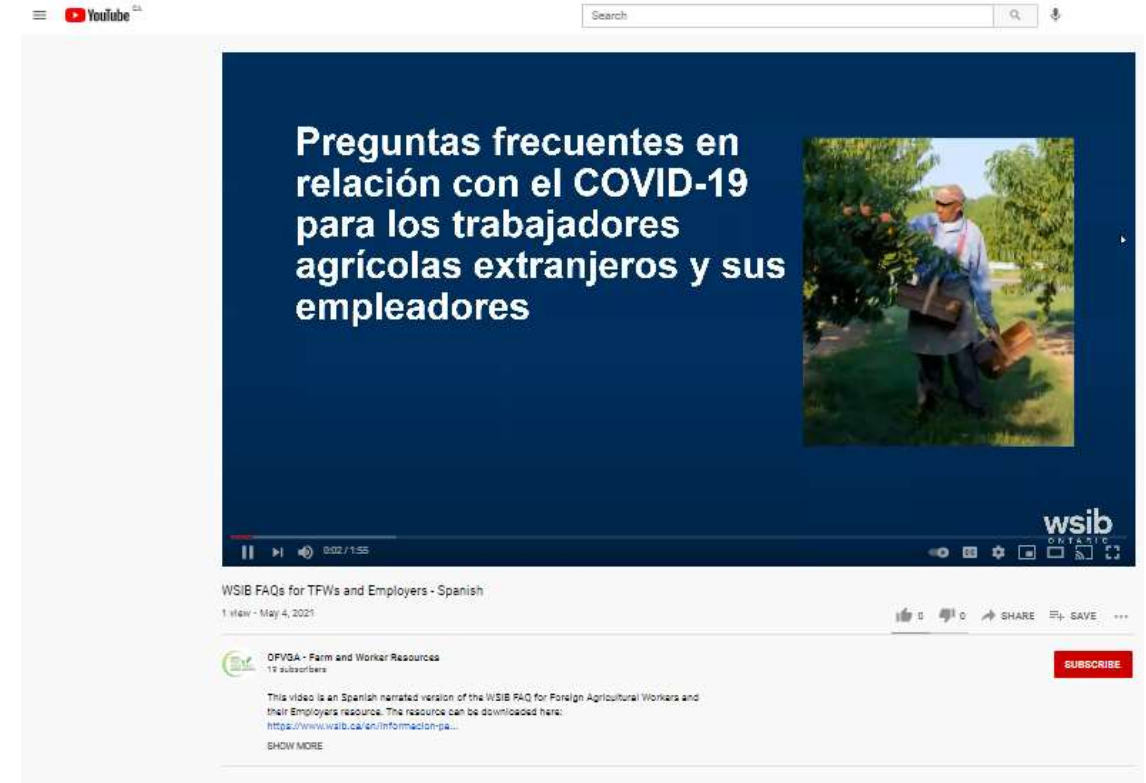 YouTube CA
Search
Preguntas frecuentes en
relación con el COVID-19
para los trabajadores
agrícolas extranjeros y sus
empleadores
wsib
ONTARIO
0:02 / 1:55
CC
WSIB FAQs for TFWs and Employers - Spanish
1 view - May 4, 2021
0 0 SHARE SAVE
OFVGA - Farm and Worker Resources
19 subscribers
SUBSCRIBE
This video is an Spanish narrated version of the WSIB FAQ for Foreign Agricultural Workers and
their Employers resource. The resource can be downloaded here:
https://www.wsib.ca/en/informacion-pa...
SHOW MORE